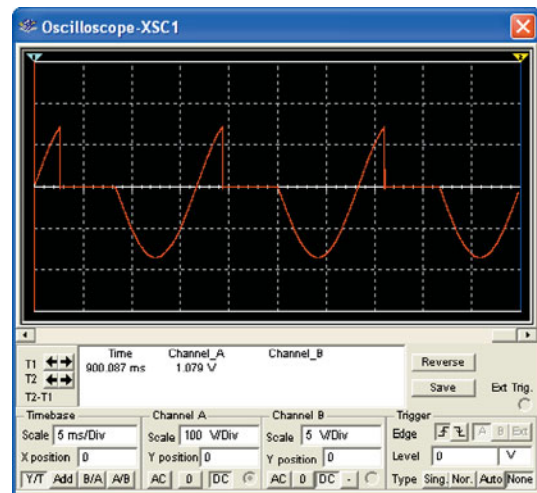 Oscilloscope-XSC1
Time Channel_A Channel_B
T1 900.087 ms 1.079 V
T2
T2-T1
Reverse
Save
Ext Trig.
Timebase
Scale 5 ms/Div
X position 0
Y/T Add B/A A/B
Channel A
Scale 100 V/Div
Y position 0
AC 0 DC
Channel B
Scale 5 V/Div
Y position 0
AC 0 DC -
Trigger
Edge A B Ext
Level 0 V
Type Sing. Nor. Auto None